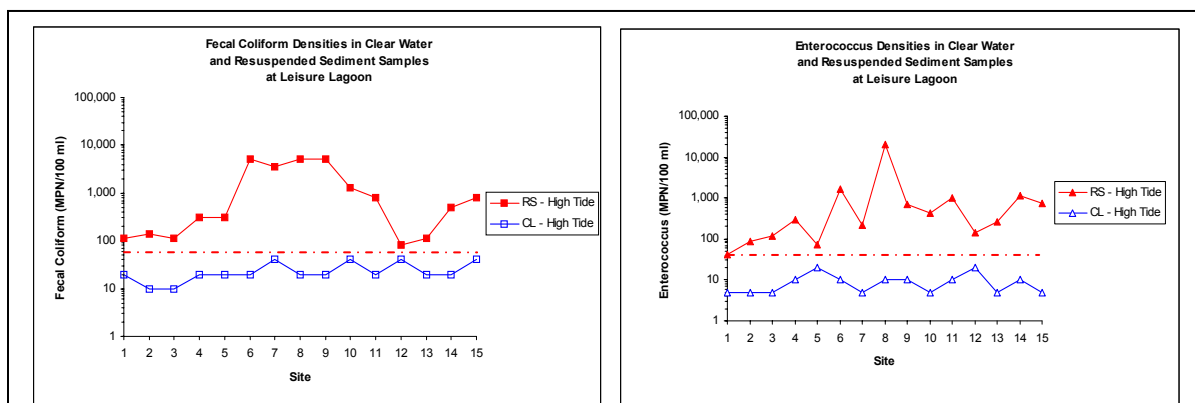 Fecal Coliform Densities in Clear Water
and Resuspended Sediment Samples
at Leisure Lagoon
Fecal Coliform (MPN/100 ml)
100,000
10,000
1,000
100
10
1
1 2 3 4 5 6 7 8 9 10 11 12 13 14 15
Site
RS - High Tide
CL - High Tide
Enterococcus Densities in Clear Water
and Resuspended Sediment Samples
at Leisure Lagoon
Enterococcus (MPN/100 ml)
100,000
10,000
1,000
100
10
1
1 2 3 4 5 6 7 8 9 10 11 12 13 14 15
Site
RS - High Tide
CL - High Tide